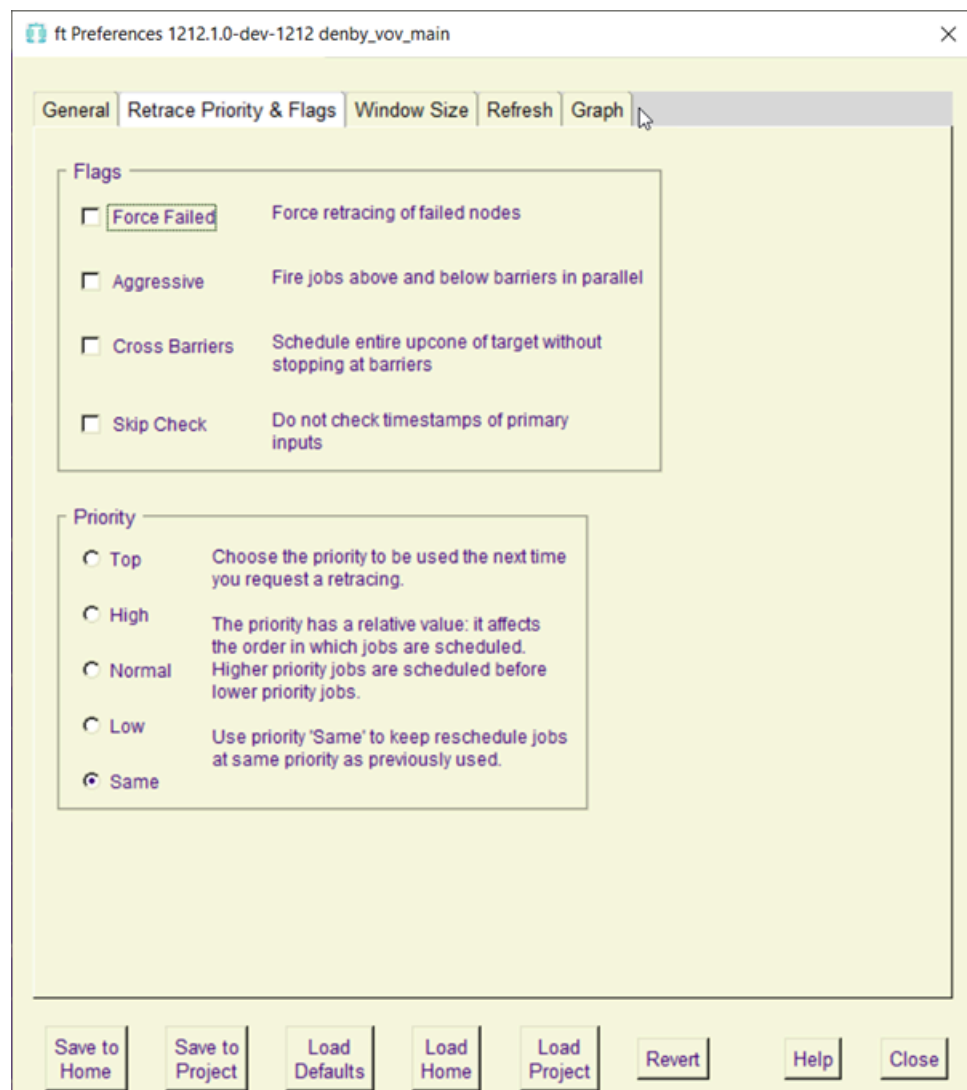 ft Preferences 1212.1.0-dev-1212 denby_vov_main
General Retrace Priority & Flags Window Size Refresh Graph
Flags
Force Failed Force retracing of failed nodes
Aggressive Fire jobs above and below barriers in parallel
Cross Barriers Schedule entire upcone of target without
stopping at barriers
Skip Check Do not check timestamps of primary
inputs
Priority
Top
High
Normal
Low
Same
Choose the priority to be used the next time
you request a retracing.
The priority has a relative value: it affects
the order in which jobs are scheduled.
Higher priority jobs are scheduled before
lower priority jobs.
Use priority 'Same' to keep reschedule jobs
at same priority as previously used.
Save to
Home
Save to
Project
Load
Defaults
Load
Home
Load
Project
Revert
Help
Close